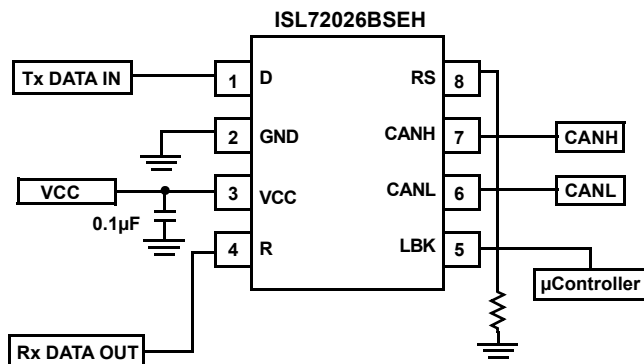 ISL72026BSEH
Tx DATA IN
1
D
RS
8
2
GND
CANH
7
CANH
VCC
3
VCC
CANL
6
CANL
0.1µF
4
R
LBK
5
µController
Rx DATA OUT